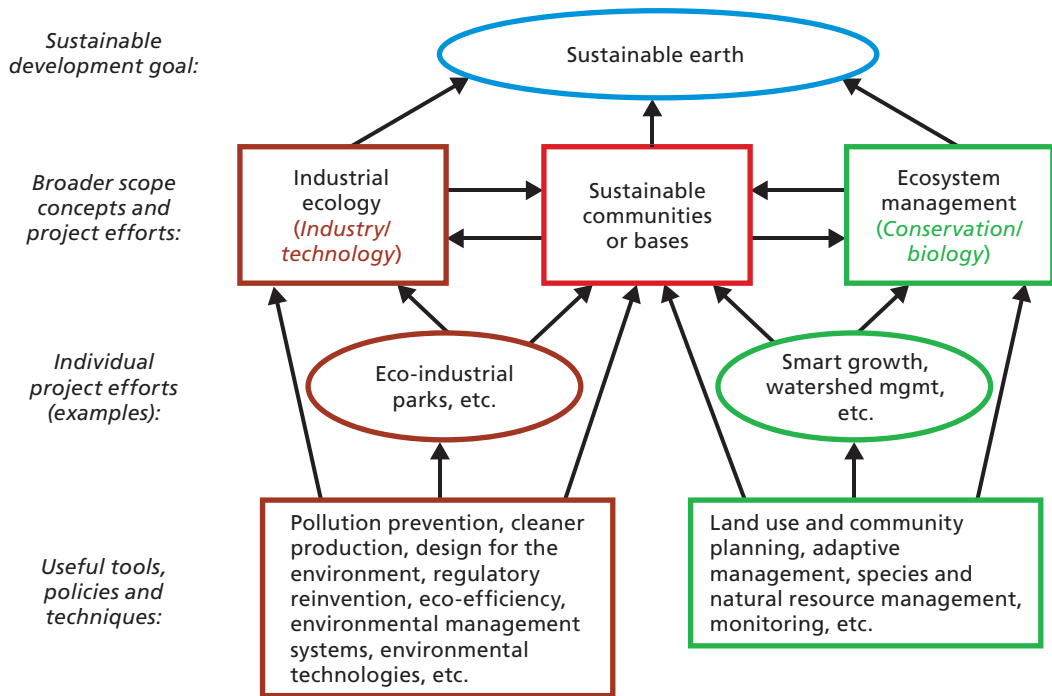 Sustainable
development goal:
Sustainable earth
Broader scope
concepts and
project efforts:
Industrial
ecology
(Industry/
technology)
Sustainable
communities
or bases
Ecosystem
management
(Conservation/
biology)
Individual
project efforts
(examples):
Eco-industrial
parks, etc.
Smart growth,
watershed mgmt,
etc.
Useful tools,
policies and
techniques:
Pollution prevention, cleaner
production, design for the
environment, regulatory
reinvention, eco-efficiency,
environmental management
systems, environmental
technologies, etc.
Land use and community
planning, adaptive
management, species and
natural resource management,
monitoring, etc.